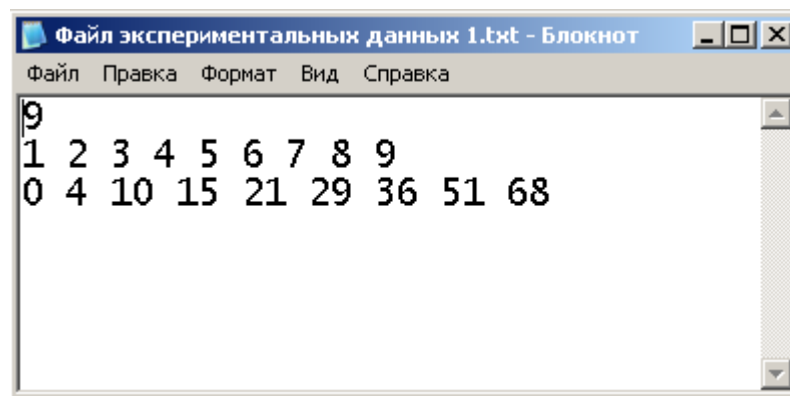 Файл экспериментальных данных 1.txt - Блокнот
Файл Правка Формат Вид Справка
9
1 2 3 4 5 6 7 8 9
0 4 10 15 21 29 36 51 68